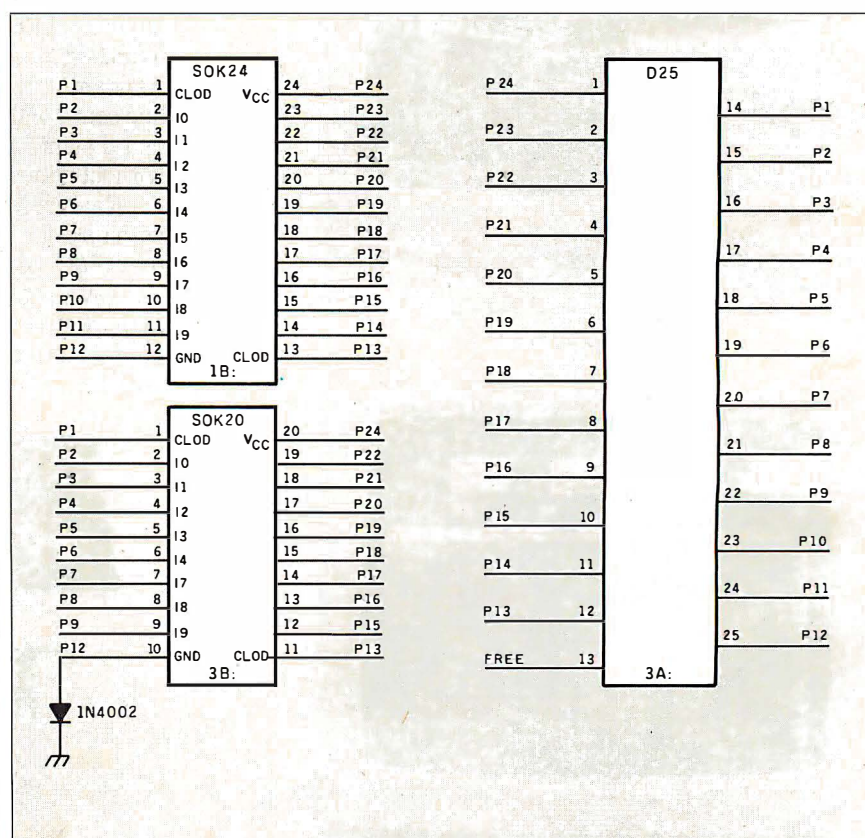 SOK24
P1 1 CLOD VCC 24 P24
P2 2 I0 23 P23
P3 3 I1 22 P22
P4 4 I2 21 P21
P5 5 I3 20 P20
P6 6 I4 19 P19
P7 7 I5 18 P18
P8 8 I6 17 P17
P9 9 I7 16 P16
P10 10 I8 15 P15
P11 11 I9 14 P14
P12 12 GND CLOD 13 P13
1B:
SOK20
P1 1 CLOD VCC 20 P24
P2 2 I0 19 P22
P3 3 I1 18 P21
P4 4 I2 17 P20
P5 5 I3 16 P19
P6 6 I4 15 P18
P7 7 I7 14 P17
P8 8 I8 13 P16
P9 9 I9 12 P15
P12 10 GND CLOD 11 P13
3B:
1N4002
D25
P24 1
14 P1
P23 2
15 P2
P22 3
16 P3
P21 4
17 P4
P20 5
18 P5
P19 6
19 P6
P18 7
20 P7
P17 8
21 P8
P16 9
22 P9
P15 10
23 P10
P14 11
24 P11
P13 12
25 P12
FREE 13
3A: